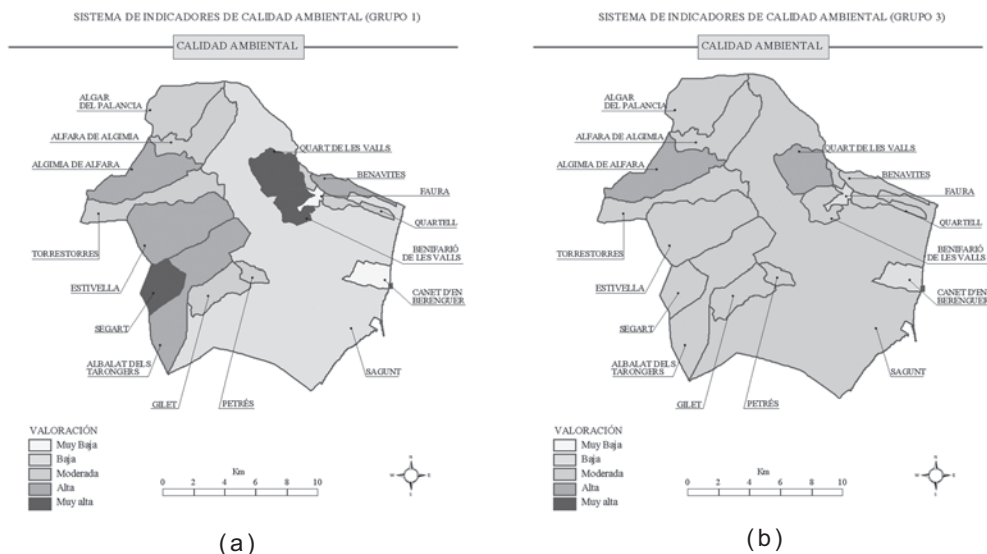 SISTEMA DE INDICADORES DE CALIDAD AMBIENTAL (GRUPO 1)
CALIDAD AMBIENTAL
ALGAR
DEL PALANCIA
ALFARA DE ALGIMIA
ALGIMIA DE ALFARA
TORRESTORRES
ESTIVELLA
SEGART
ALBALAT DELS
TARONGERS
GILET
PETRÉS
QUART DE LES VALLS
BENAVITES
FAURA
QUARTELL
BENIFARIÓ
DE LES VALLS
CANET D'EN
BERENGUER
SAGUNT
VALORACIÓN
Muy Baja
Baja
Moderada
Alta
Muy alta
Km
0 2 4 6 8 10
N
W E
S
(a)
SISTEMA DE INDICADORES DE CALIDAD AMBIENTAL (GRUPO 3)
CALIDAD AMBIENTAL
ALGAR
DEL PALANCIA
ALFARA DE ALGIMIA
ALGIMIA DE ALFARA
TORRESTORRES
ESTIVELLA
SEGART
ALBALAT DELS
TARONGERS
GILET
PETRÉS
QUART DE LES VALLS
BENAVITES
FAURA
QUARTELL
BENIFARIÓ
DE LES VALLS
CANET D'EN
BERENGUER
SAGUNT
VALORACIÓN
Muy Baja
Baja
Moderada
Alta
Muy alta
Km
0 2 4 6 8 10
N
W E
S
(b)